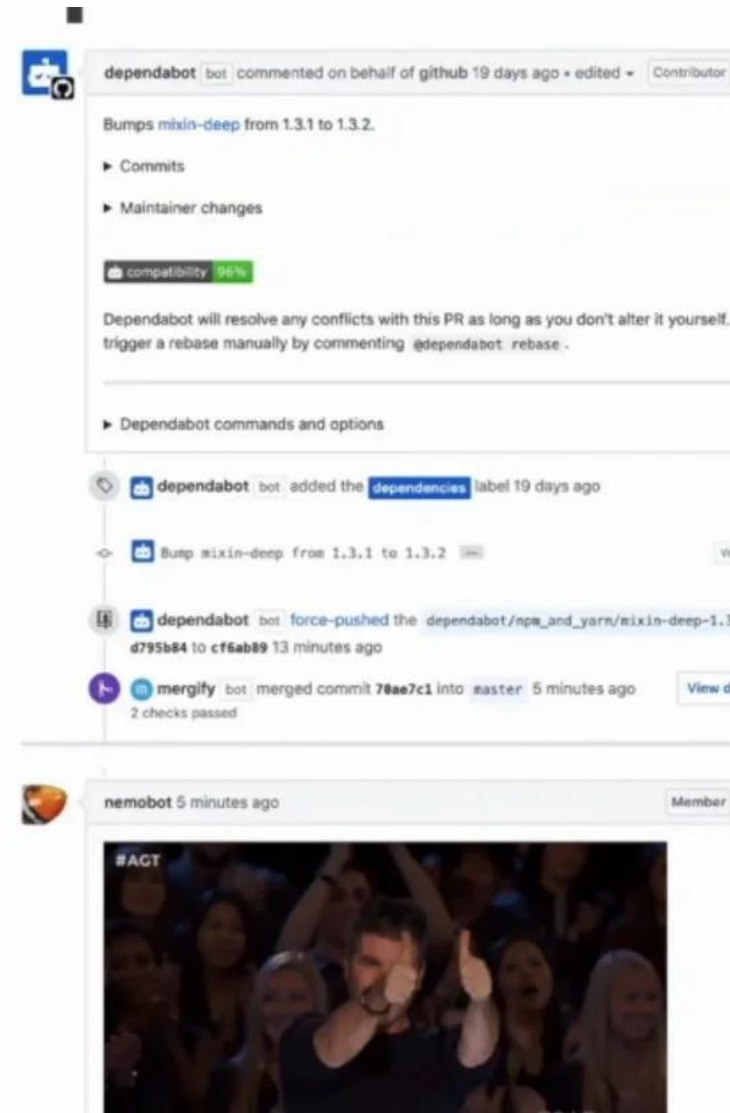 dependabot bot commented on behalf of github 19 days ago • edited Contributor
Bumps mixin-deep from 1.3.1 to 1.3.2.
Commits
Maintainer changes
compatibility 96%
Dependabot will resolve any conflicts with this PR as long as you don't alter it yourself.
trigger a rebase manually by commenting @dependabot rebase .
Dependabot commands and options
dependabot bot added the dependencies label 19 days ago
Bump mixin-deep from 1.3.1 to 1.3.2
dependabot bot force-pushed the dependabot/npm_and_yarn/mixin-deep-1.3
d795b84 to cf6ab89 13 minutes ago
mergify bot merged commit 70ae7c1 into master 5 minutes ago View d
2 checks passed
nemobot 5 minutes ago Member
#AGT